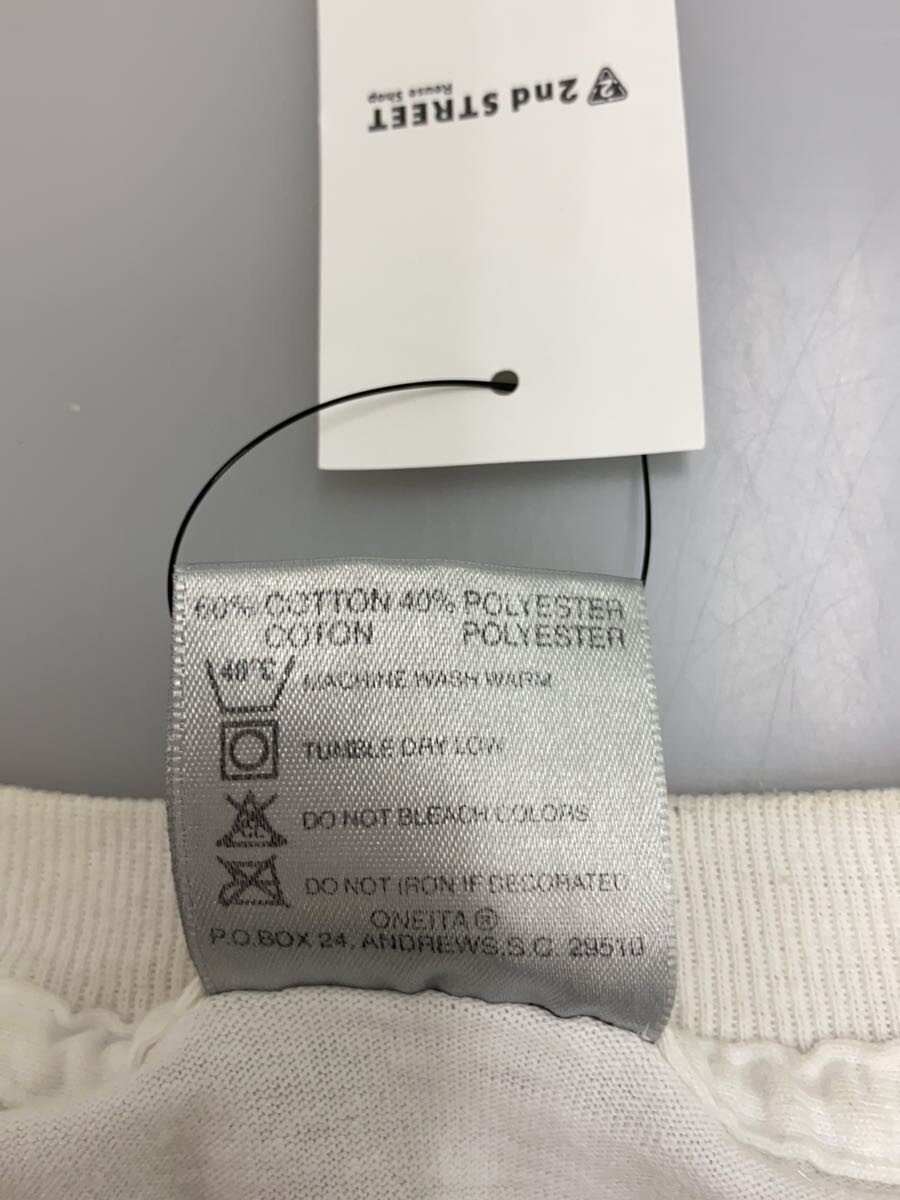 2nd STREET
Reuse Shop
60% COTTON 40% POLYESTER
COTON POLYESTER
MACHINE WASH WARM
TUMBLE DRY LOW
DO NOT BLEACH COLORS
DO NOT IRON IF DECORATED
ONEITA®
P.O.BOX 24, ANDREWS,S.C. 29510